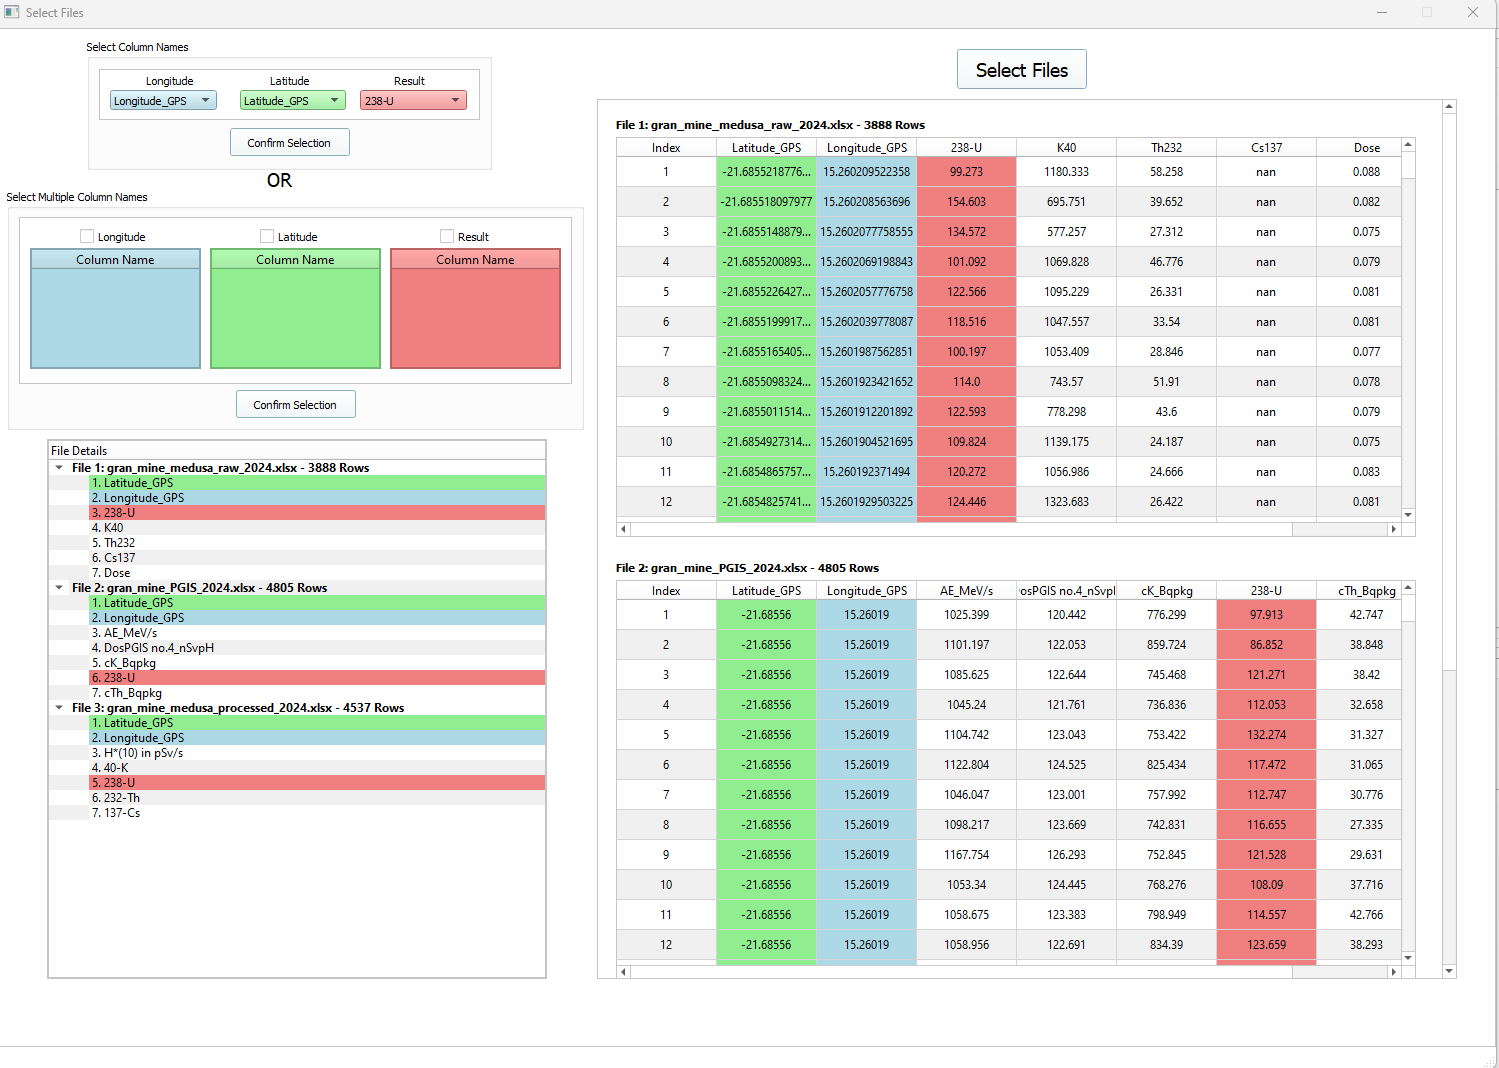 Select Files
Select Column Names
Longitude Latitude Result
Longitude_GPS Latitude_GPS 238-U
Confirm Selection
OR
Select Multiple Column Names
Longitude Latitude Result
Column Name Column Name Column Name
Confirm Selection
File Details
File 1: gran_mine_medusa_raw_2024.xlsx - 3888 Rows
1. Latitude_GPS
2. Longitude_GPS
3. 238-U
4. K40
5. Th232
6. Cs137
7. Dose
File 2: gran_mine_PGIS_2024.xlsx - 4805 Rows
1. Latitude_GPS
2. Longitude_GPS
3. AE_MeV/s
4. DosPGIS no.4_nSvpH
5. cK_Bqpkg
6. 238-U
7. cTh_Bqpkg
File 3: gran_mine_medusa_processed_2024.xlsx - 4537 Rows
1. Latitude_GPS
2. Longitude_GPS
3. H*(10) in pSv/s
4. 40-K
5. 238-U
6. 232-Th
7. 137-Cs
Select Files
File 1: gran_mine_medusa_raw_2024.xlsx - 3888 Rows
Index Latitude_GPS Longitude_GPS 238-U K40 Th232 Cs137 Dose
1 -21.6855218776... 15.260209522358 99.273 1180.333 58.258 nan 0.088
2 -21.685518097977 15.260208563696 154.603 695.751 39.652 nan 0.082
3 -21.6855148879... 15.2602077758555 134.572 577.257 27.312 nan 0.075
4 -21.6855200893... 15.2602069198843 101.092 1069.828 46.776 nan 0.079
5 -21.6855226427... 15.2602057776758 122.566 1095.229 26.331 nan 0.081
6 -21.6855199917... 15.2602039778087 118.516 1047.557 33.54 nan 0.081
7 -21.6855165405... 15.2601987562851 100.197 1053.409 28.846 nan 0.077
8 -21.6855098324... 15.2601923421652 114.0 743.57 51.91 nan 0.078
9 -21.6855011514... 15.2601912201892 122.593 778.298 43.6 nan 0.079
10 -21.6854927314... 15.2601904521695 109.824 1139.175 24.187 nan 0.075
11 -21.6854865757... 15.260192371494 120.272 1056.986 24.666 nan 0.083
12 -21.6854825741... 15.2601929503225 124.446 1323.683 26.422 nan 0.081
File 2: gran_mine_PGIS_2024.xlsx - 4805 Rows
Index Latitude_GPS Longitude_GPS AE_MeV/s osPGIS no.4_nSvpH cK_Bqpkg 238-U cTh_Bqpkg
1 -21.68556 15.26019 1025.399 120.442 776.299 97.913 42.747
2 -21.68556 15.26019 1101.197 122.053 859.724 86.852 38.848
3 -21.68556 15.26019 1085.625 122.644 745.468 121.271 38.42
4 -21.68556 15.26019 1045.24 121.761 736.836 112.053 32.658
5 -21.68556 15.26019 1104.742 123.043 753.422 132.274 31.327
6 -21.68556 15.26019 1122.804 124.525 825.434 117.472 31.065
7 -21.68556 15.26019 1046.047 123.001 757.992 112.747 30.776
8 -21.68556 15.26019 1098.217 123.669 742.831 116.655 27.335
9 -21.68556 15.26019 1167.754 126.293 752.845 121.528 29.631
10 -21.68556 15.26019 1053.34 124.445 768.276 108.09 37.716
11 -21.68556 15.26019 1058.675 123.383 798.949 114.557 42.766
12 -21.68556 15.26019 1058.956 122.691 834.39 123.659 38.293